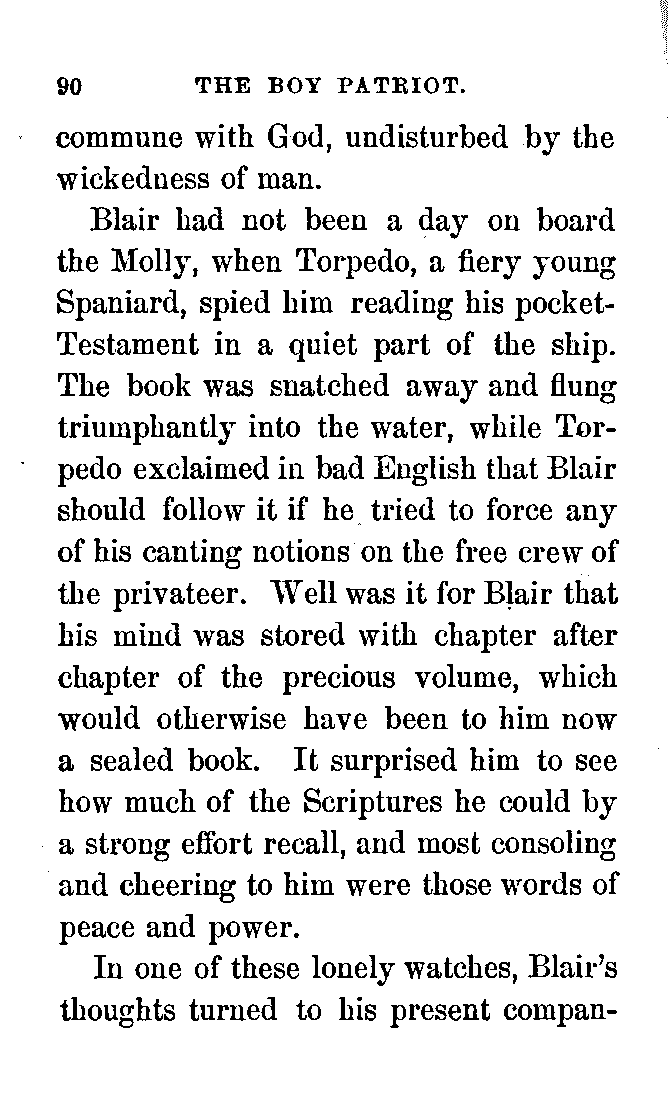 90 THE BOY PATRIOT.
commune with God, undisturbed by the
wickedness of man.
Blair had not been a day on board
the Molly, when Torpedo, a fiery young
Spaniard, spied him reading his pocket-
Testament in a quiet part of the ship.
The book was snatched away and flung
triumphantly into the water, while Tor-
pedo exclaimed in bad English that Blair
should follow it if he tried to force any
of his canting notions on the free crew of
the privateer. Well was it for Blair that
his mind was stored with chapter after
chapter of the precious volume, which
would otherwise have been to him now
a sealed book. It surprised him to see
how much of the Scriptures he could by
a strong effort recall, and most consoling
and cheering to him were those words of
peace and power.
In one of these lonely watches, Blair's
thoughts turned to his present compan-